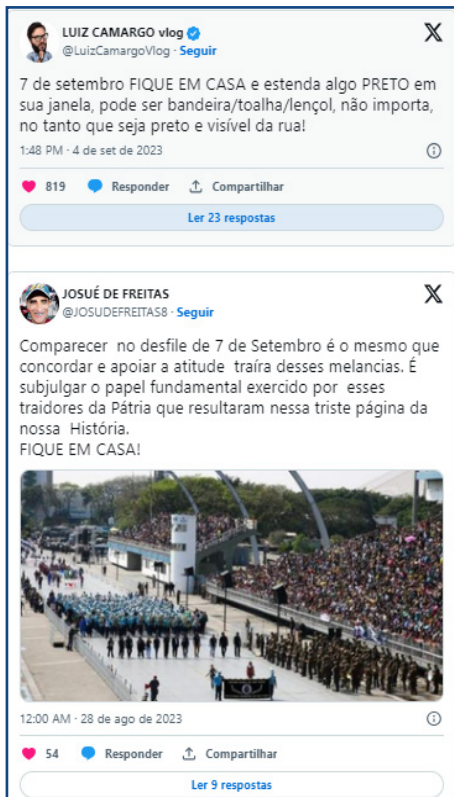 LUIZ CAMARGO vlog
@LuizCamargoVlog · Seguir
7 de setembro FIQUE EM CASA e estenda algo PRETO em
sua janela, pode ser bandeira/toalha/lençol, não importa,
no tanto que seja preto e visível da rua!
1:48 PM · 4 de set de 2023
819 Responder Compartilhar
Ler 23 respostas
JOSUÉ DE FREITAS
@JOSUDEFREITAS8 · Seguir
Comparecer no desfile de 7 de Setembro é o mesmo que
concordar e apoiar a atitude traíra desses melancias. É
subjulgar o papel fundamental exercido por esses
traidores da Pátria que resultaram nessa triste página da
nossa História.
FIQUE EM CASA!
12:00 AM · 28 de ago de 2023
54 Responder Compartilhar
Ler 9 respostas